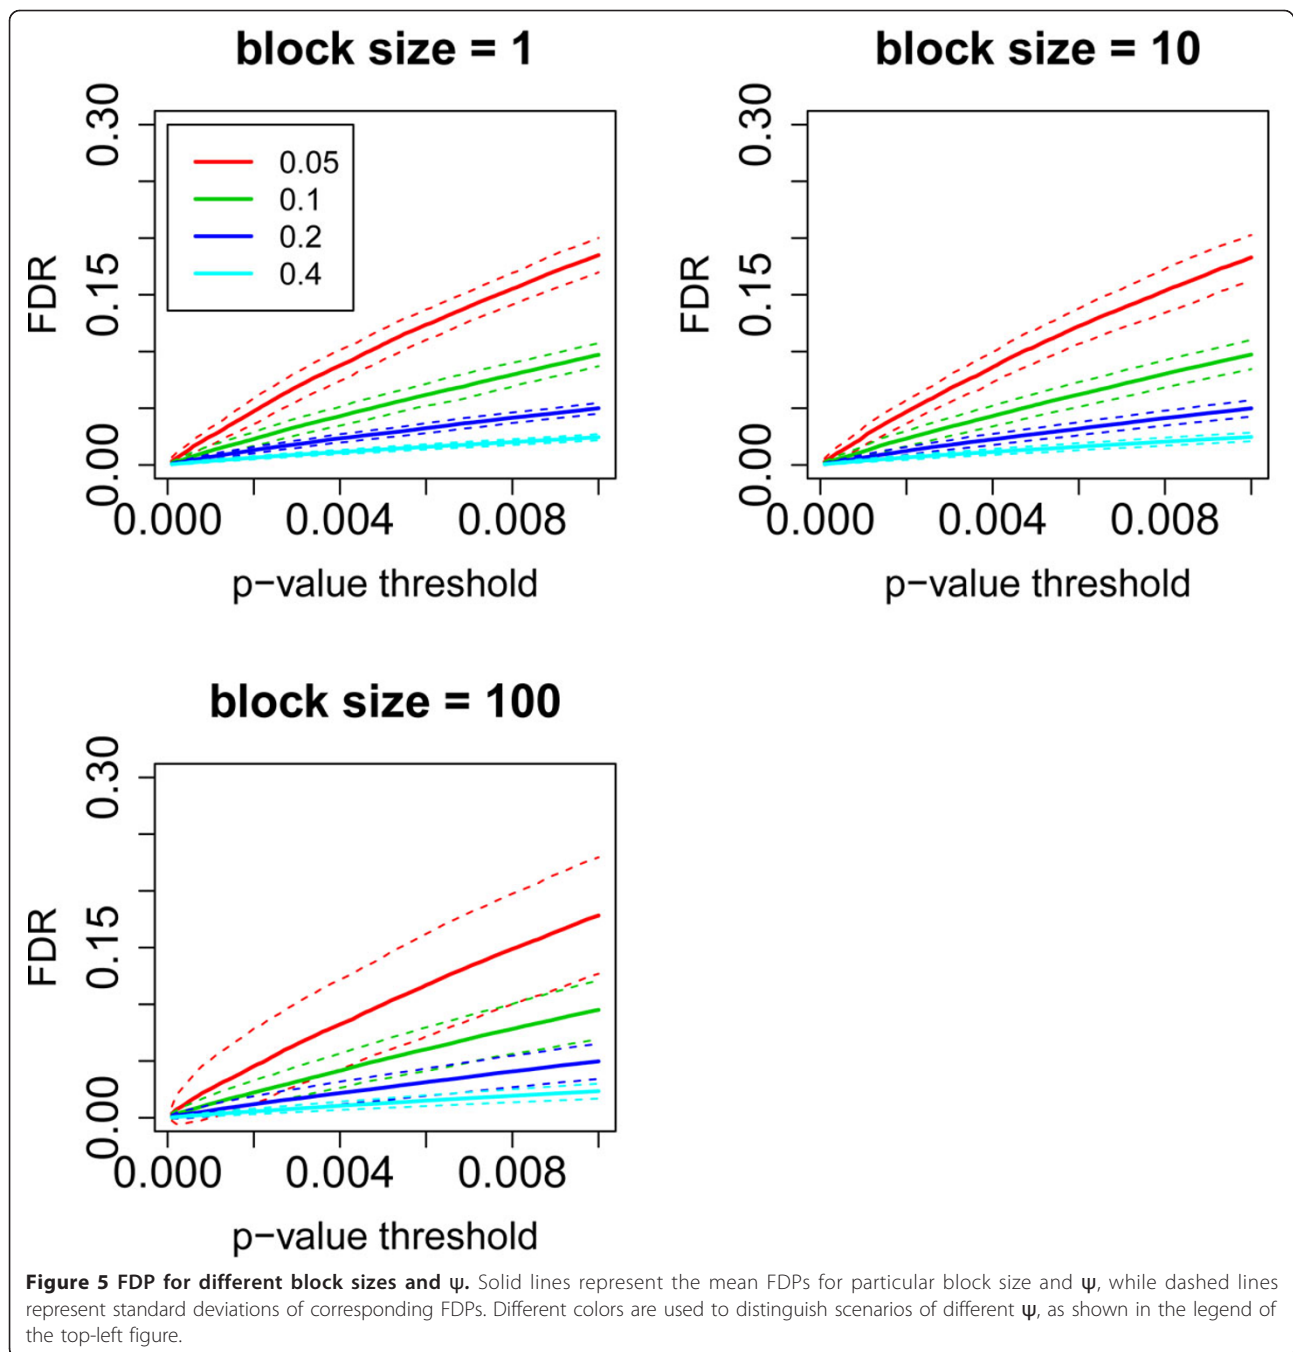 block size = 1
0.30
0.15
0.00
FDR
0.05
0.1
0.2
0.4
0.000 0.004 0.008
p−value threshold
block size = 10
0.30
0.15
0.00
FDR
0.000 0.004 0.008
p−value threshold
block size = 100
0.30
0.15
0.00
FDR
0.000 0.004 0.008
p−value threshold
Figure 5 FDP for different block sizes and ψ. Solid lines represent the mean FDPs for particular block size and ψ, while dashed lines
represent standard deviations of corresponding FDPs. Different colors are used to distinguish scenarios of different ψ, as shown in the legend of
the top-left figure.